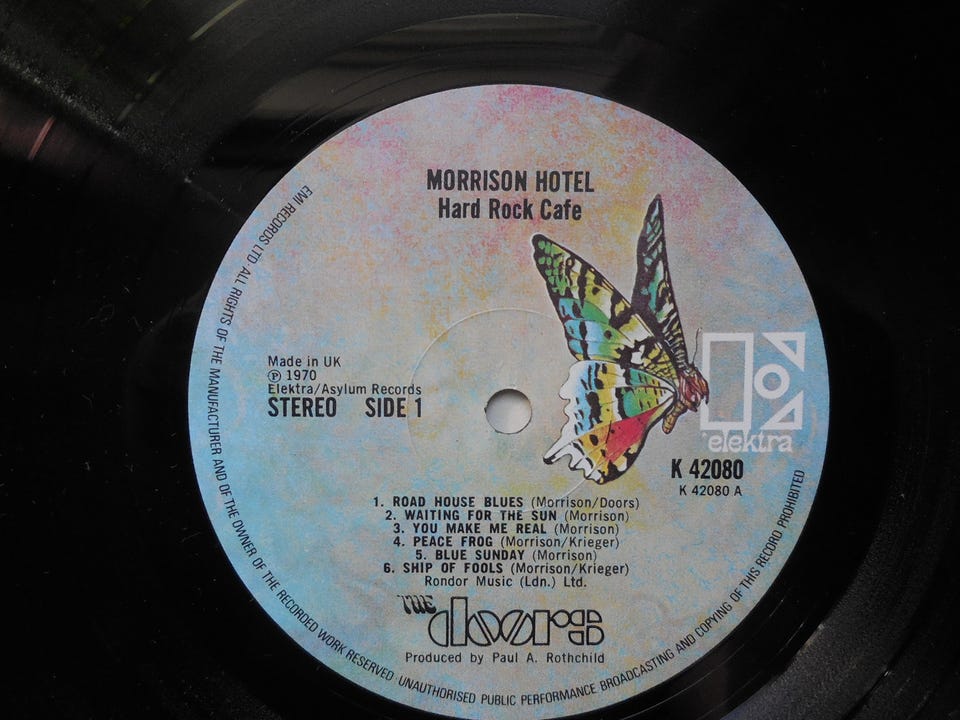 MORRISON HOTEL
Hard Rock Cafe
Made in UK
Ⓟ 1970
Elektra/Asylum Records
STEREO SIDE 1
elektra
K 42080
K 42080 A
1. ROAD HOUSE BLUES (Morrison/Doors)
2. WAITING FOR THE SUN (Morrison)
3. YOU MAKE ME REAL (Morrison)
4. PEACE FROG (Morrison/Krieger)
5. BLUE SUNDAY (Morrison)
6. SHIP OF FOOLS (Morrison/Krieger)
Rondor Music (Ldn.) Ltd.
THE doors
Produced by Paul A. Rothchild
EMI RECORDS LTD· ALL RIGHTS OF THE MANUFACTURER AND OF THE OWNER OF THE RECORDED WORK RESERVED· UNAUTHORISED PUBLIC PERFORMANCE BROADCASTING AND COPYING OF THIS RECORD PROHIBITED